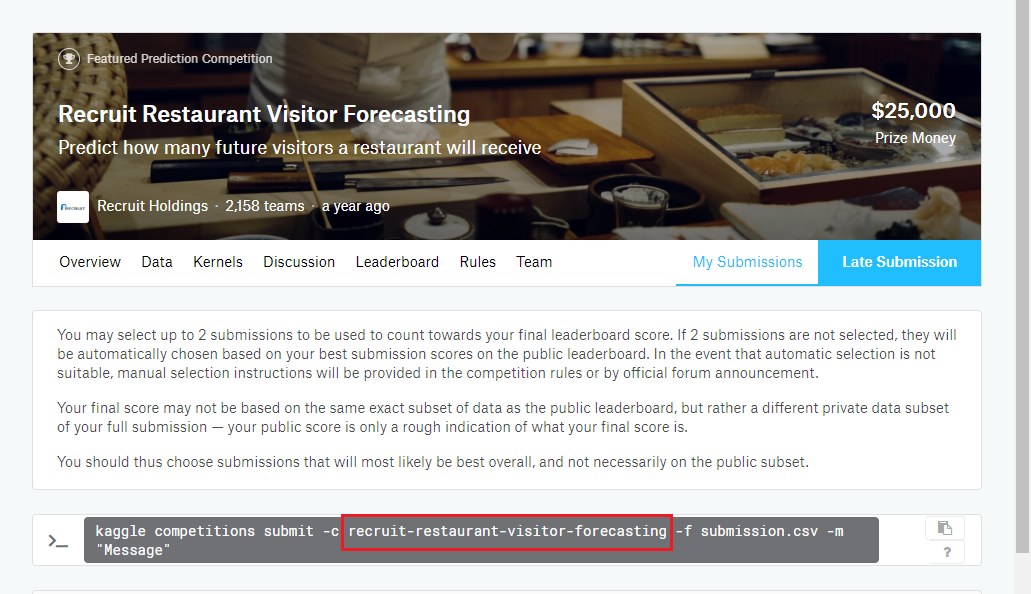 Featured Prediction Competition
Recruit Restaurant Visitor Forecasting
Predict how many future visitors a restaurant will receive
$25,000
Prize Money
RECRUIT
Recruit Holdings · 2,158 teams · a year ago
Overview Data Kernels Discussion Leaderboard Rules Team My Submissions Late Submission
You may select up to 2 submissions to be used to count towards your final leaderboard score. If 2 submissions are not selected, they will
be automatically chosen based on your best submission scores on the public leaderboard. In the event that automatic selection is not
suitable, manual selection instructions will be provided in the competition rules or by official forum announcement.
Your final score may not be based on the same exact subset of data as the public leaderboard, but rather a different private data subset
of your full submission — your public score is only a rough indication of what your final score is.
You should thus choose submissions that will most likely be best overall, and not necessarily on the public subset.
>_ kaggle competitions submit -c recruit-restaurant-visitor-forecasting -f submission.csv -m
"Message"
?